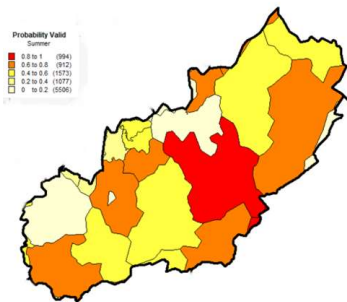 Probability Valid
Summer
0.8 to 1 (994)
0.6 to 0.8 (912)
0.4 to 0.6 (1573)
0.2 to 0.4 (1077)
0 to 0.2 (5506)